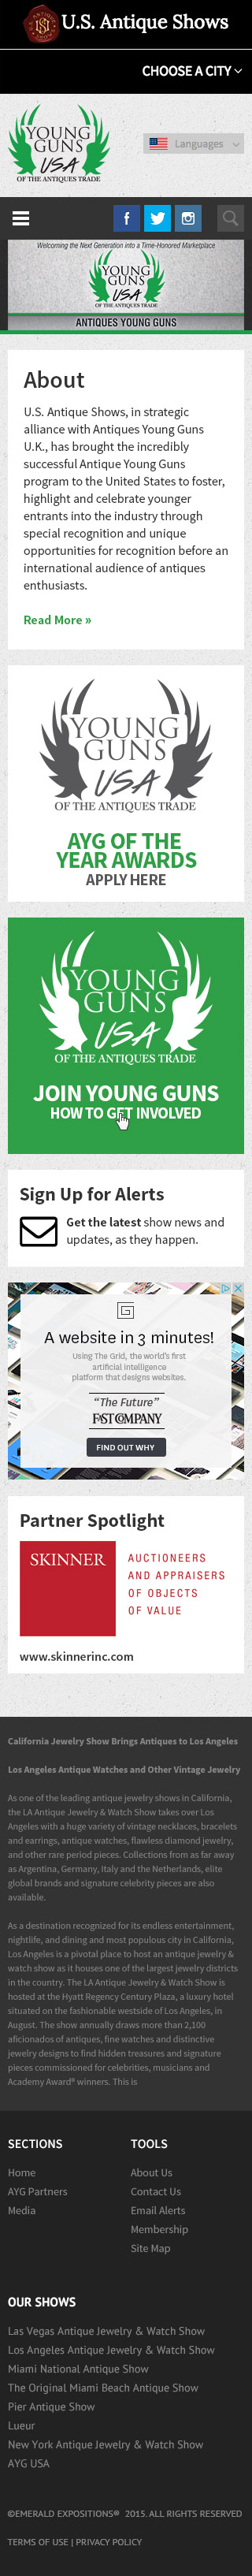 U.S. Antique Shows
CHOOSE A CITY
YOUNG
GUNS
USA
OF THE ANTIQUES TRADE
Languages
Welcoming the Next Generation into a Time-Honored Marketplace
YOUNG
GUNS
USA
OF THE ANTIQUES TRADE
ANTIQUES YOUNG GUNS
About
U.S. Antique Shows, in strategic
alliance with Antiques Young Guns
U.K., has brought the incredibly
successful Antique Young Guns
program to the United States to foster,
highlight and celebrate younger
entrants into the industry through
special recognition and unique
opportunities for recognition before an
international audience of antiques
enthusiasts.
Read More »
YOUNG
GUNS
USA
OF THE ANTIQUES TRADE
AYG OF THE
YEAR AWARDS
APPLY HERE
YOUNG
GUNS
USA
OF THE ANTIQUES TRADE
JOIN YOUNG GUNS
HOW TO GET INVOLVED
Sign Up for Alerts
Get the latest show news and
updates, as they happen.
A website in 3 minutes!
Using The Grid, the world's first
artificial intelligence
platform that designs websites.
"The Future"
FAST COMPANY
FIND OUT WHY
Partner Spotlight
SKINNER
AUCTIONEERS
AND APPRAISERS
OF OBJECTS
OF VALUE
www.skinnerinc.com
California Jewelry Show Brings Antiques to Los Angeles
Los Angeles Antique Watches and Other Vintage Jewelry
As one of the leading antique jewelry shows in California,
the LA Antique Jewelry & Watch Show takes over Los
Angeles with a huge variety of vintage necklaces, bracelets
and earrings, antique watches, flawless diamond jewelry,
and other rare period pieces. Collections from as far away
as Argentina, Germany, Italy and the Netherlands, elite
global brands and signature celebrity pieces are also
available.
As a destination recognized for its endless entertainment,
nightlife, and dining and most populous city in California,
Los Angeles is a pivotal place to host an antique jewelry &
watch show as it houses one of the largest jewelry districts
in the country. The LA Antique Jewelry & Watch Show is
hosted at the Hyatt Regency Century Plaza, a luxury hotel
situated on the fashionable westside of Los Angeles, in
August. The show annually draws more than 2,100
aficionados of antiques, fine watches and distinctive
jewelry designs to find hidden treasures and signature
pieces commissioned for celebrities, musicians and
Academy Award® winners. This is
SECTIONS
Home
AYG Partners
Media
TOOLS
About Us
Contact Us
Email Alerts
Membership
Site Map
OUR SHOWS
Las Vegas Antique Jewelry & Watch Show
Los Angeles Antique Jewelry & Watch Show
Miami National Antique Show
The Original Miami Beach Antique Show
Pier Antique Show
Lueur
New York Antique Jewelry & Watch Show
AYG USA
©EMERALD EXPOSITIONS® 2015. ALL RIGHTS RESERVED
TERMS OF USE | PRIVACY POLICY